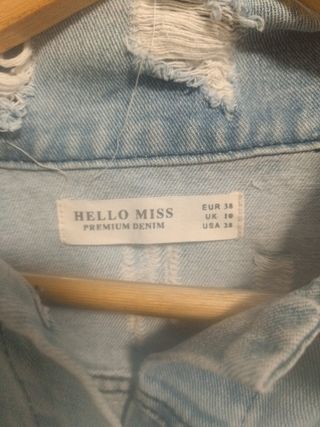 HELLO MISS
PREMIUM DENIM
EUR 38
UK 10
USA 38